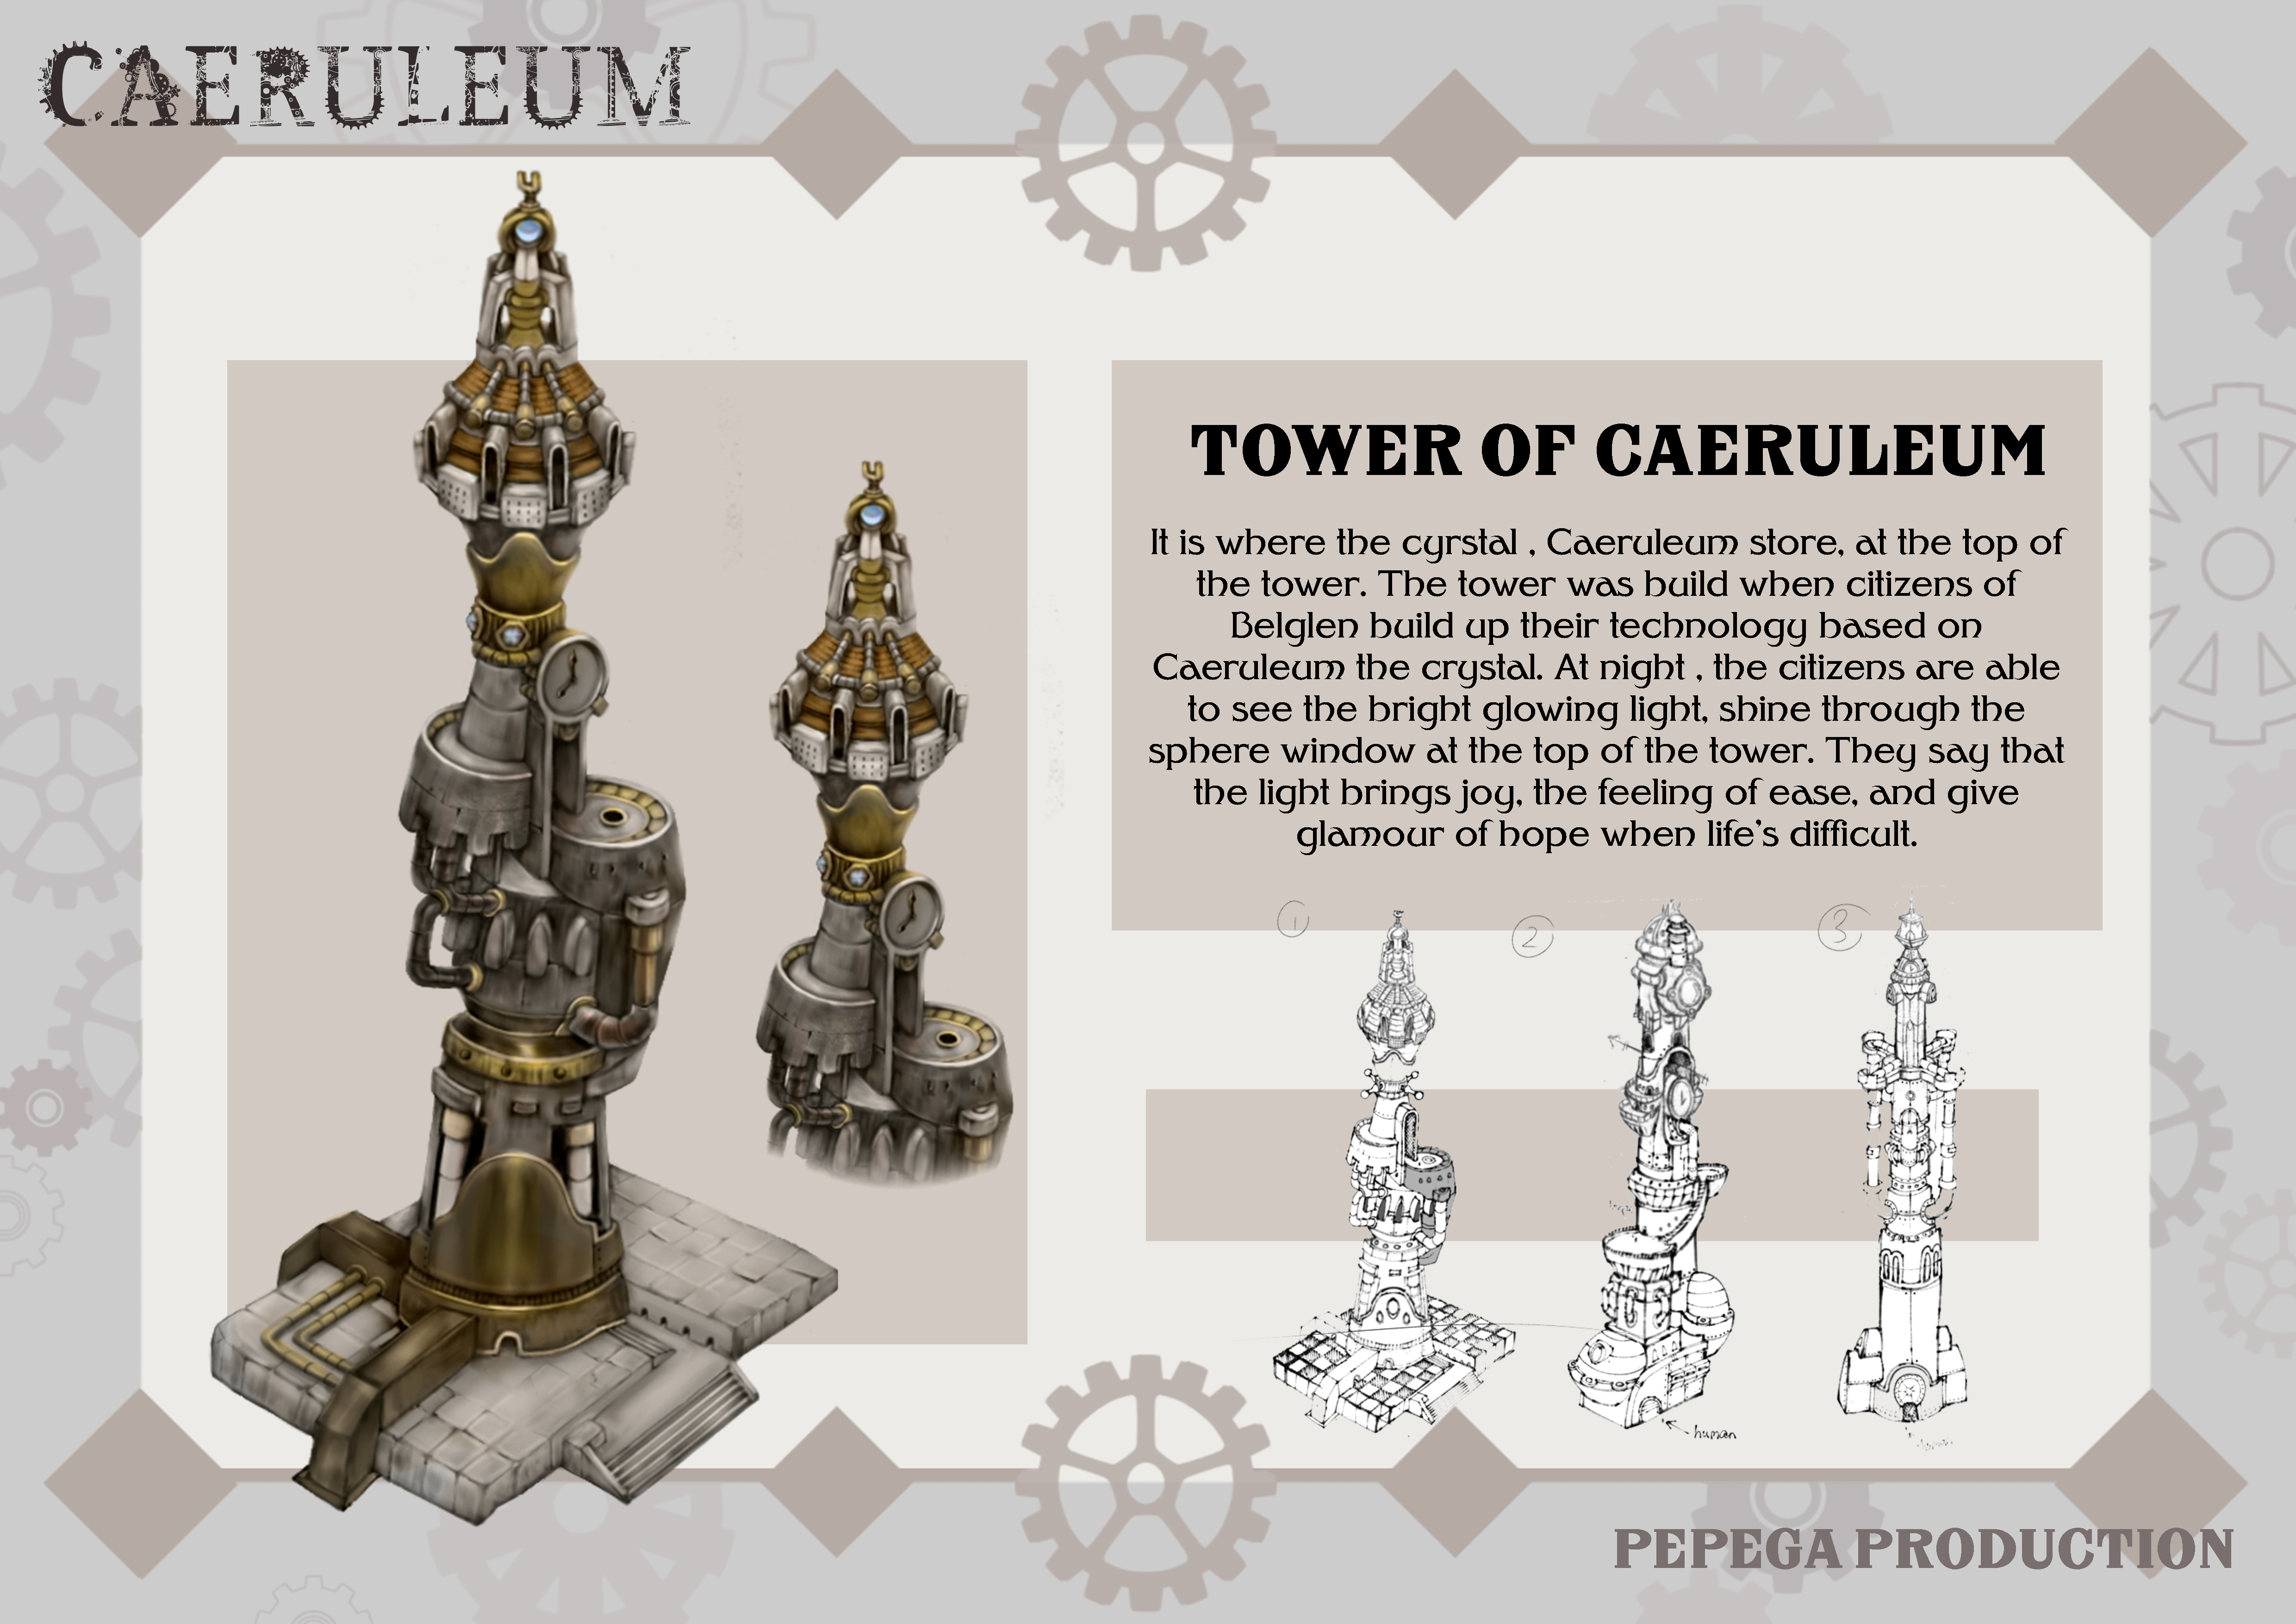 CAERULEUM
TOWER OF CAERULEUM
It is where the cyrstal , Caeruleum store, at the top of
the tower. The tower was build when citizens of
Belglen build up their technology based on
Caeruleum the crystal. At night , the citizens are able
to see the bright glowing light, shine through the
sphere window at the top of the tower. They say that
the light brings joy, the feeling of ease, and give
glamour of hope when life's difficult.
1
2
3
human
PEPEGA PRODUCTION